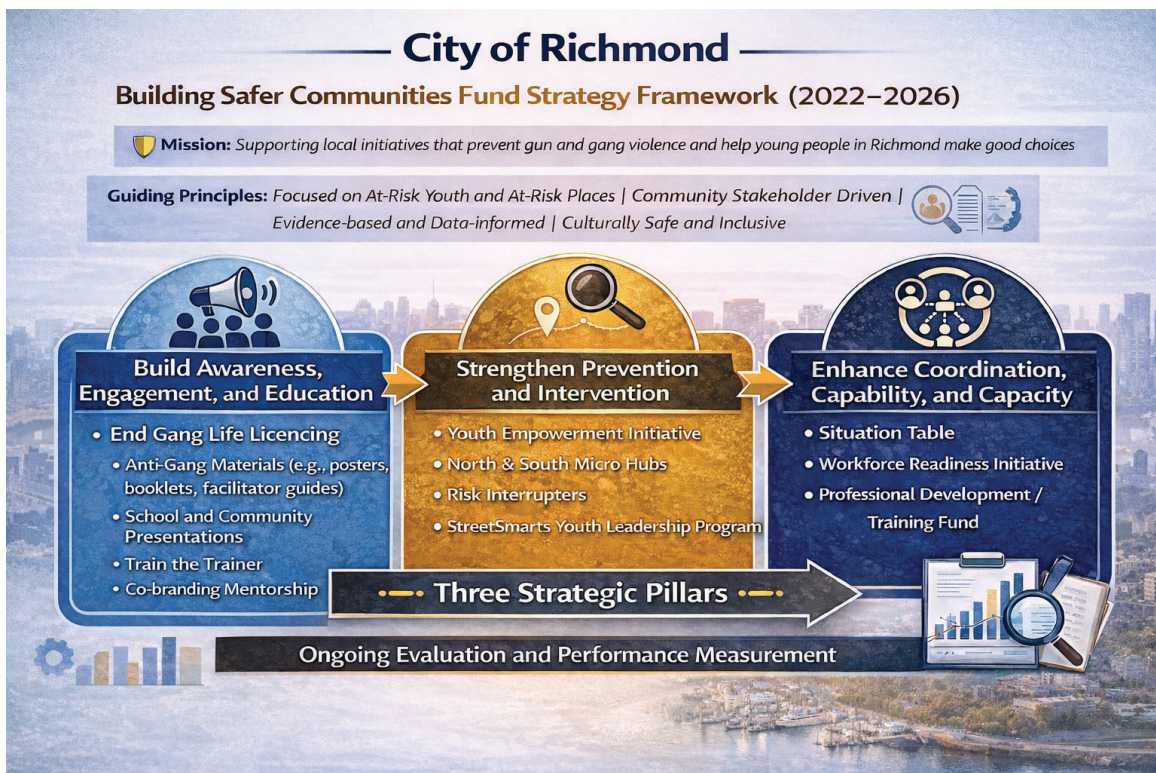 City of Richmond
Building Safer Communities Fund Strategy Framework (2022–2026)
Mission: Supporting local initiatives that prevent gun and gang violence and help young people in Richmond make good choices
Guiding Principles: Focused on At-Risk Youth and At-Risk Places | Community Stakeholder Driven |
Evidence-based and Data-informed | Culturally Safe and Inclusive
Build Awareness,
Engagement, and Education
• End Gang Life Licencing
• Anti-Gang Materials (e.g., posters,
booklets, facilitator guides)
• School and Community
Presentations
• Train the Trainer
• Co-branding Mentorship
Strengthen Prevention
and Intervention
• Youth Empowerment Initiative
• North & South Micro Hubs
• Risk Interrupters
• StreetSmarts Youth Leadership Program
Enhance Coordination,
Capability, and Capacity
• Situation Table
• Workforce Readiness Initiative
• Professional Development /
Training Fund
Three Strategic Pillars
Ongoing Evaluation and Performance Measurement